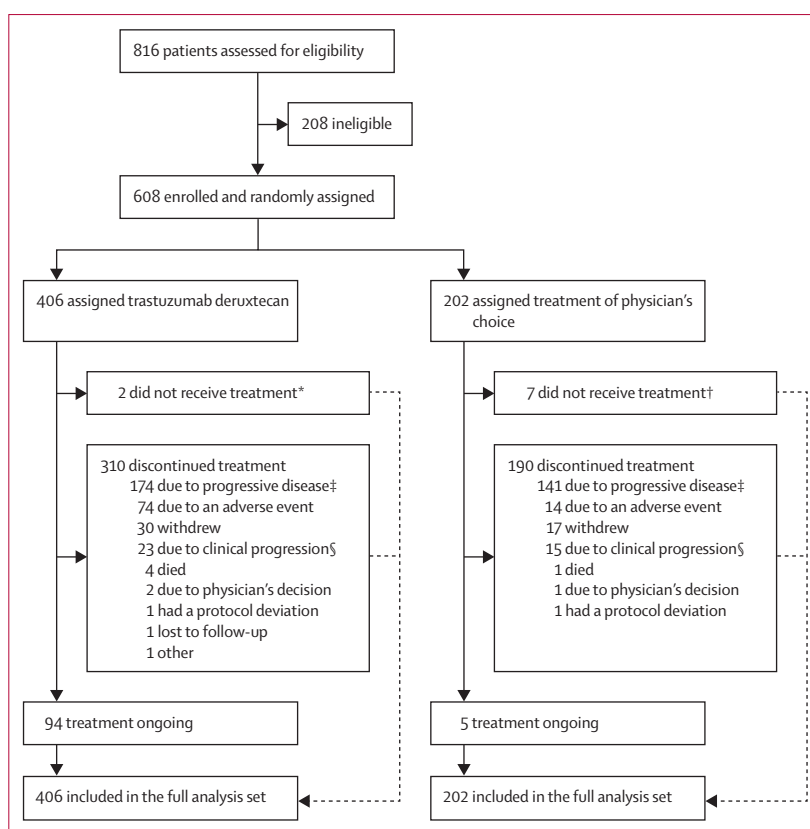 816 patients assessed for eligibility
208 ineligible
608 enrolled and randomly assigned
406 assigned trastuzumab deruxtecan
202 assigned treatment of physician's
choice
2 did not receive treatment*
7 did not receive treatment†
310 discontinued treatment
174 due to progressive disease‡
74 due to an adverse event
30 withdrew
23 due to clinical progression§
4 died
2 due to physician's decision
1 had a protocol deviation
1 lost to follow-up
1 other
190 discontinued treatment
141 due to progressive disease‡
14 due to an adverse event
17 withdrew
15 due to clinical progression§
1 died
1 due to physician's decision
1 had a protocol deviation
94 treatment ongoing
5 treatment ongoing
406 included in the full analysis set
202 included in the full analysis set